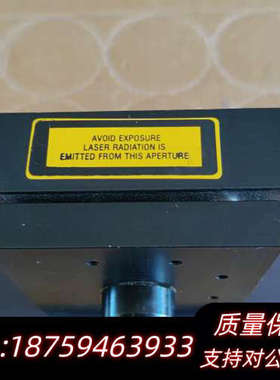 AVOID EXPOSURE
LASER RADIATION IS
EMITTED FROM THIS APERTURE
质量保
:18759463933
支持对公